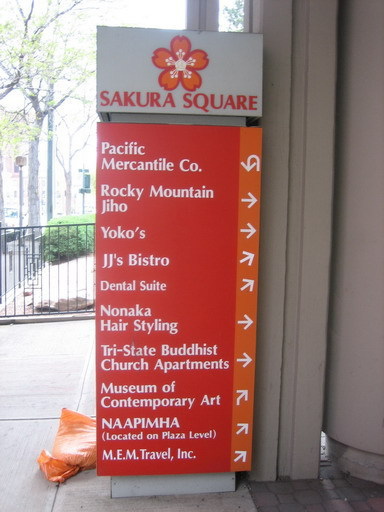 SAKURA SQUARE
Pacific
Mercantile Co.
Rocky Mountain
Jiho
Yoko's
JJ's Bistro
Dental Suite
Nonaka
Hair Styling
Tri-State Buddhist
Church Apartments
Museum of
Contemporary Art
NAAPIMHA
(Located on Plaza Level)
M.E.M. Travel, Inc.